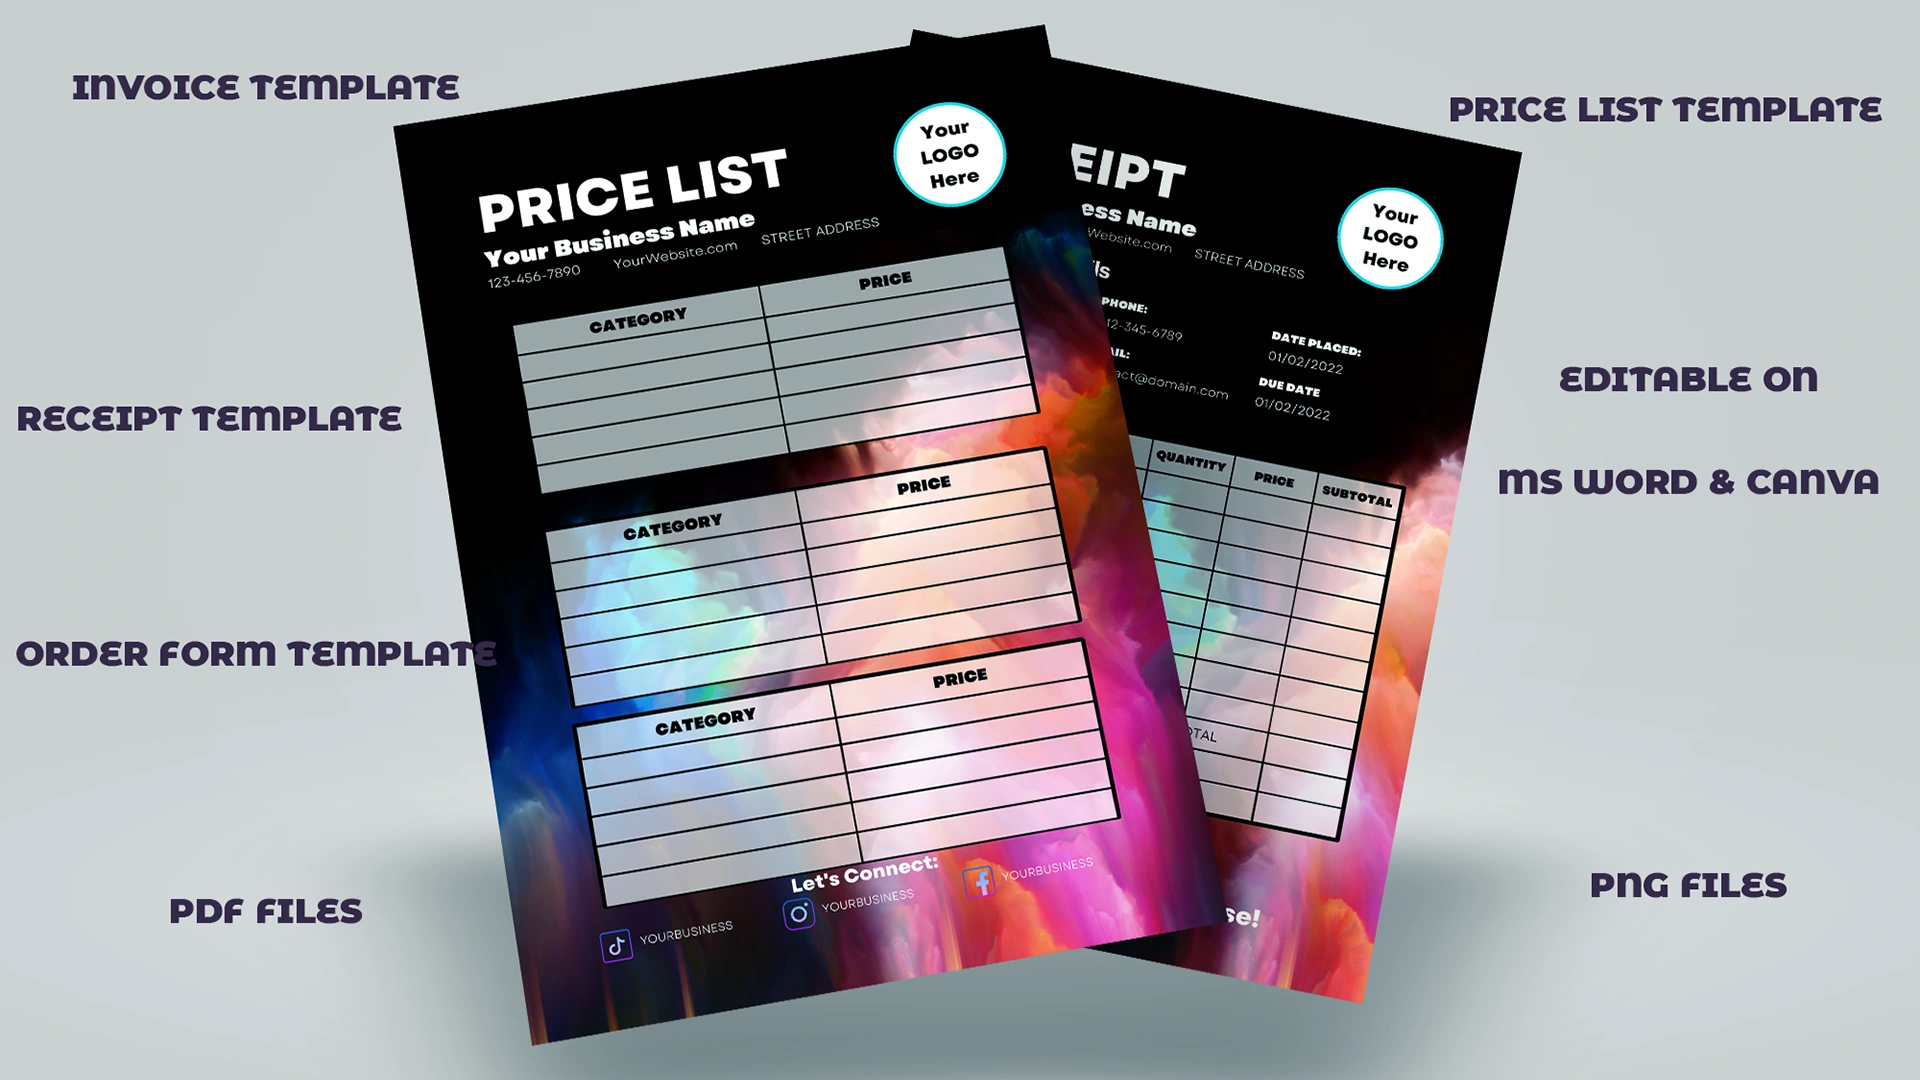 INVOICE TEMPLATE
RECEIPT TEMPLATE
ORDER FORM TEMPLATE
PDF FILES
PRICE LIST
Your Business Name
123-456-7890 YourWebsite.com STREET ADDRESS
Your
LOGO
Here
CATEGORY PRICE
CATEGORY PRICE
CATEGORY PRICE
Let's Connect:
YOURBUSINESS YOURBUSINESS YOURBUSINESS
EIPT
ess Name
Website.com STREET ADDRESS
Your
LOGO
Here
ils
PHONE:
12-345-6789
AIL:
act@domain.com
DATE PLACED:
01/02/2022
DUE DATE
01/02/2022
QUANTITY PRICE SUBTOTAL
OTAL
se!
PRICE LIST TEMPLATE
EDITABLE ON
MS WORD & CANVA
PNG FILES